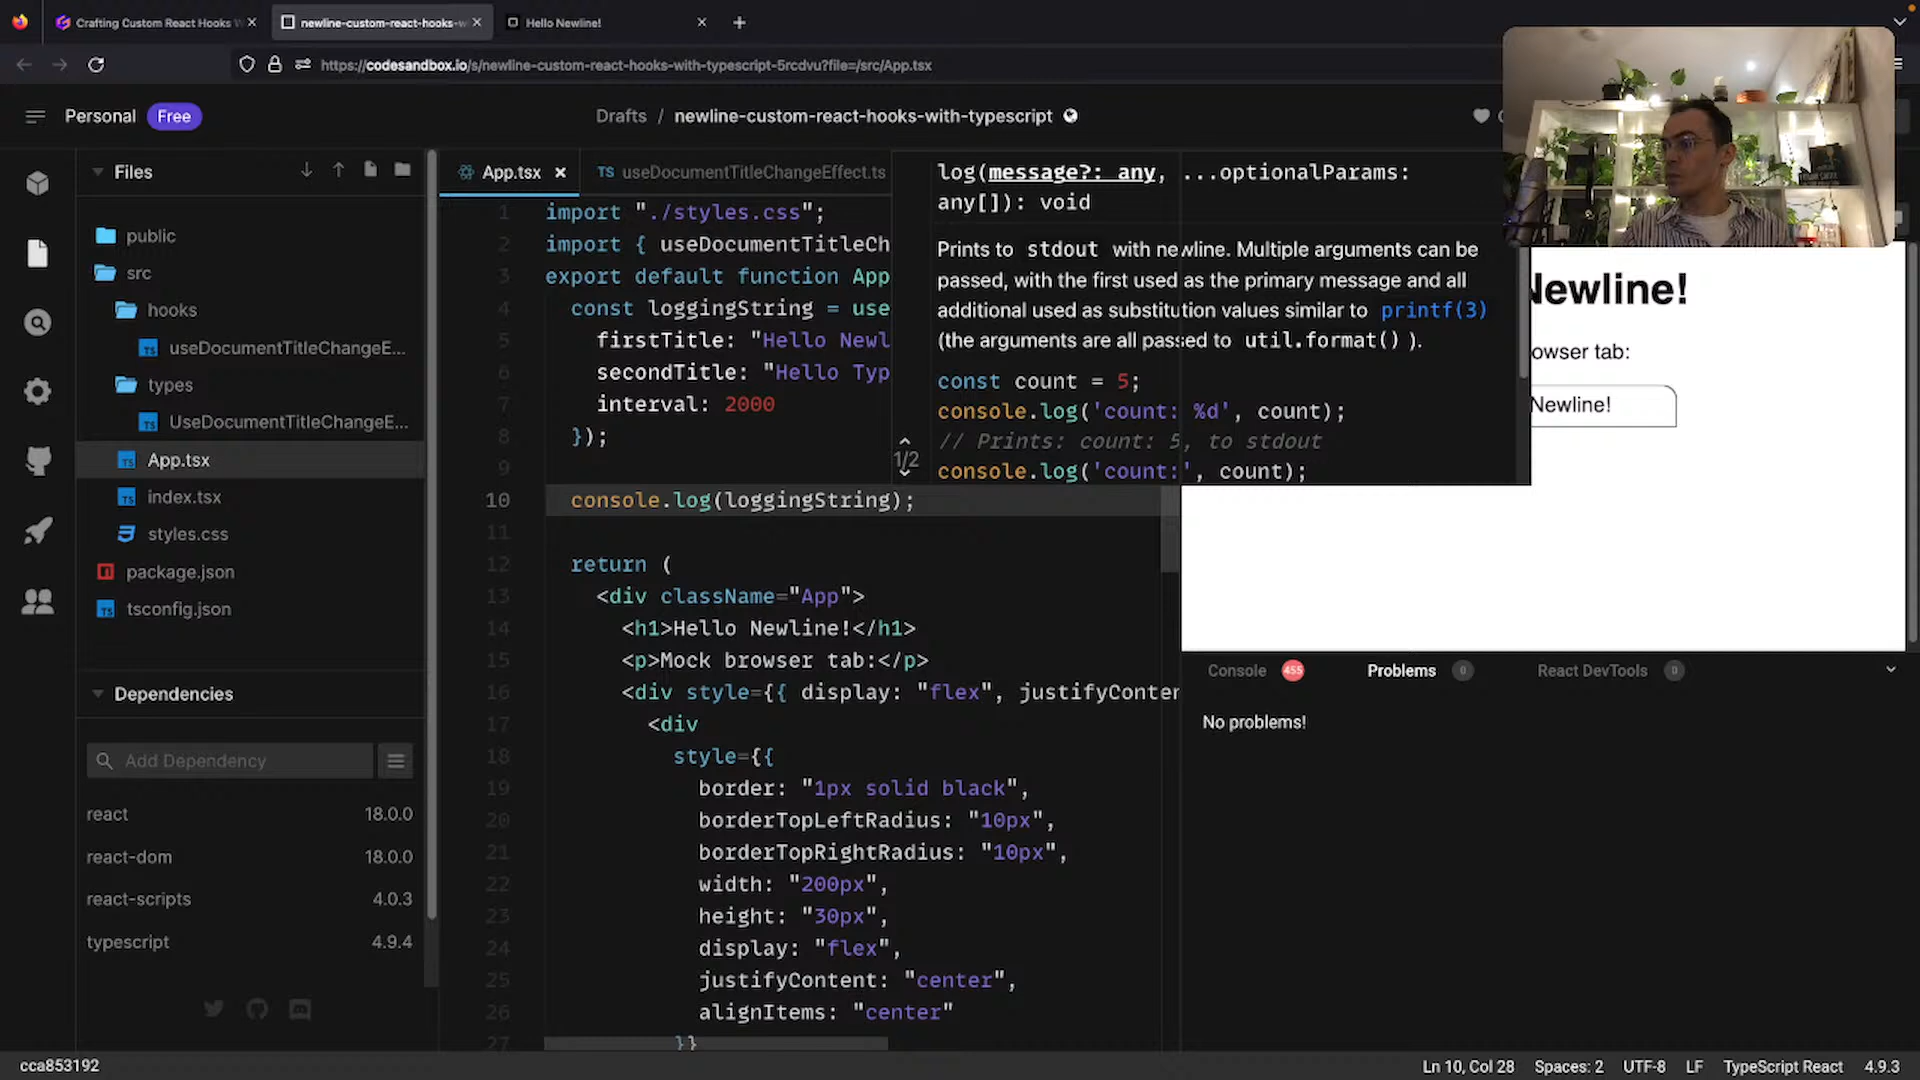 Crafting Custom React Hooks W
newline-custom-react-hooks-w
Hello Newline!
https://codesandbox.io/s/newline-custom-react-hooks-with-typescript-5rcdvu?file=/src/App.tsx
Personal Free
Drafts / newline-custom-react-hooks-with-typescript
Files
public
src
hooks
TS useDocumentTitleChangeE...
types
TS UseDocumentTitleChangeE...
TS App.tsx
TS index.tsx
styles.css
package.json
TS tsconfig.json
Dependencies
Add Dependency
react 18.0.0
react-dom 18.0.0
react-scripts 4.0.3
typescript 4.9.4
App.tsx
TS useDocumentTitleChangeEffect.ts
1 import "./styles.css";
2 import { useDocumentTitleCh
3 export default function App
4 const loggingString = use
5 firstTitle: "Hello Newl
6 secondTitle: "Hello Typ
7 interval: 2000
8 });
9
10 console.log(loggingString);
11
12 return (
13 <div className="App">
14 <h1>Hello Newline!</h1>
15 <p>Mock browser tab:</p>
16 <div style={{ display: "flex", justifyConten
17 <div
18 style={{
19 border: "1px solid black",
20 borderTopLeftRadius: "10px",
21 borderTopRightRadius: "10px",
22 width: "200px",
23 height: "30px",
24 display: "flex",
25 justifyContent: "center",
26 alignItems: "center"
27 }}
log(message?: any, ...optionalParams:
any[]): void
Prints to stdout with newline. Multiple arguments can be
passed, with the first used as the primary message and all
additional used as substitution values similar to printf(3)
(the arguments are all passed to util.format() ).
const count = 5;
console.log('count: %d', count);
// Prints: count: 5, to stdout
console.log('count:', count);
1/2
Newline!
owser tab:
Newline!
Console 455
Problems 0
React DevTools 0
No problems!
cca853192
Ln 10, Col 28
Spaces: 2
UTF-8
LF
TypeScript React
4.9.3